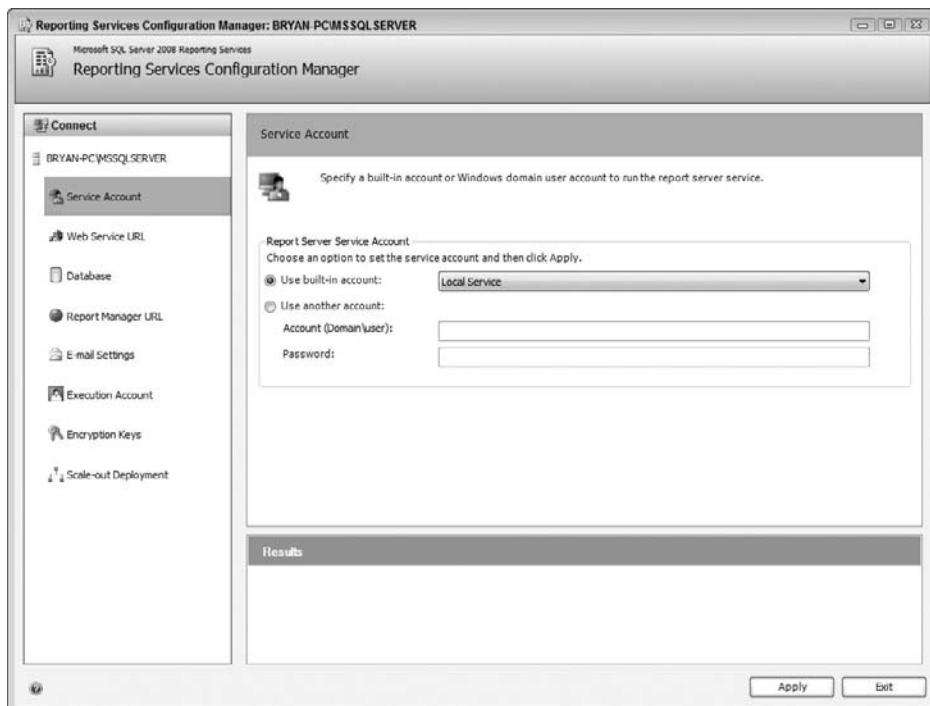 Reporting Services Configuration Manager: BRYAN-PC\MSSQLSERVER
Microsoft SQL Server 2008 Reporting Services
Reporting Services Configuration Manager
Connect
BRYAN-PC\MSSQLSERVER
Service Account
Web Service URL
Database
Report Manager URL
E-mail Settings
Execution Account
Encryption Keys
Scale-out Deployment
Service Account
Specify a built-in account or Windows domain user account to run the report server service.
Report Server Service Account
Choose an option to set the service account and then click Apply.
Use built-in account:
Local Service
Use another account:
Account (Domain\user):
Password:
Results
Apply
Exit